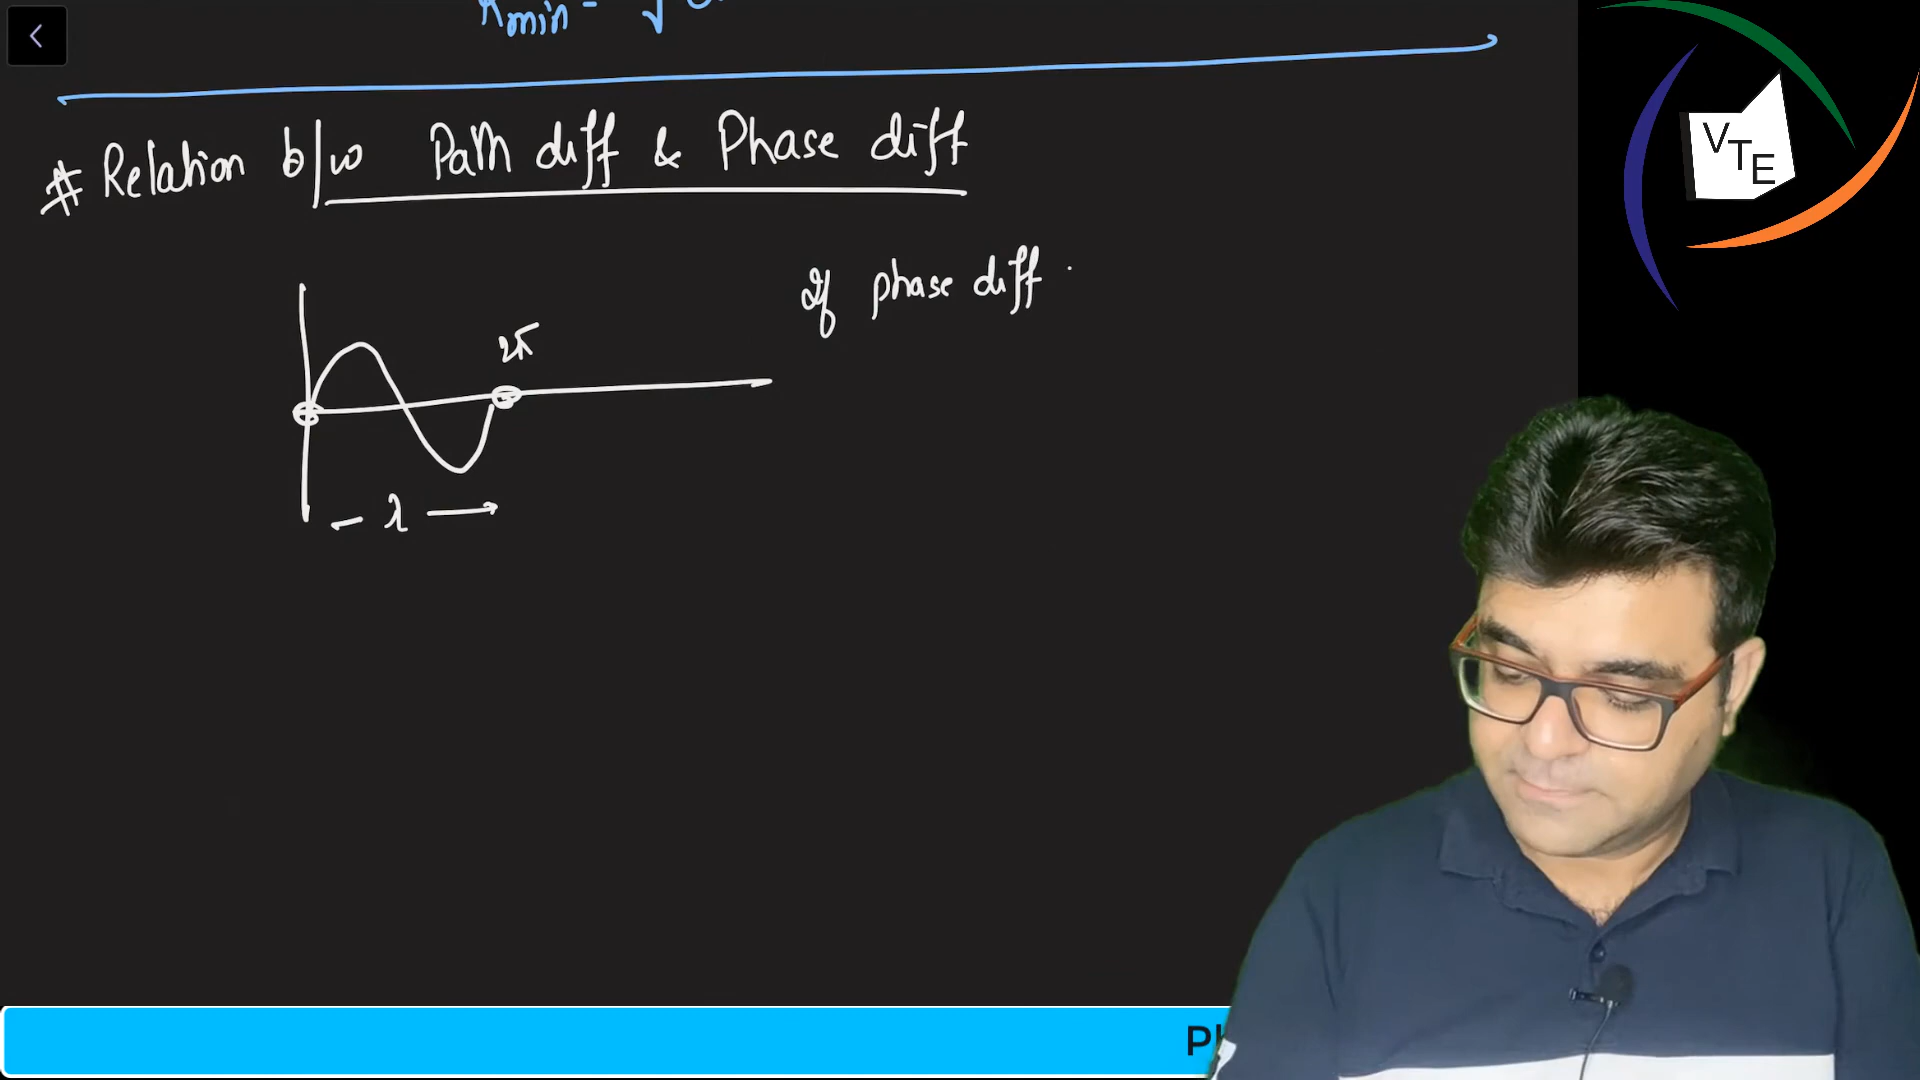 # Relation b/w Path diff & Phase diff
If phase diff
2π
λ
VTE